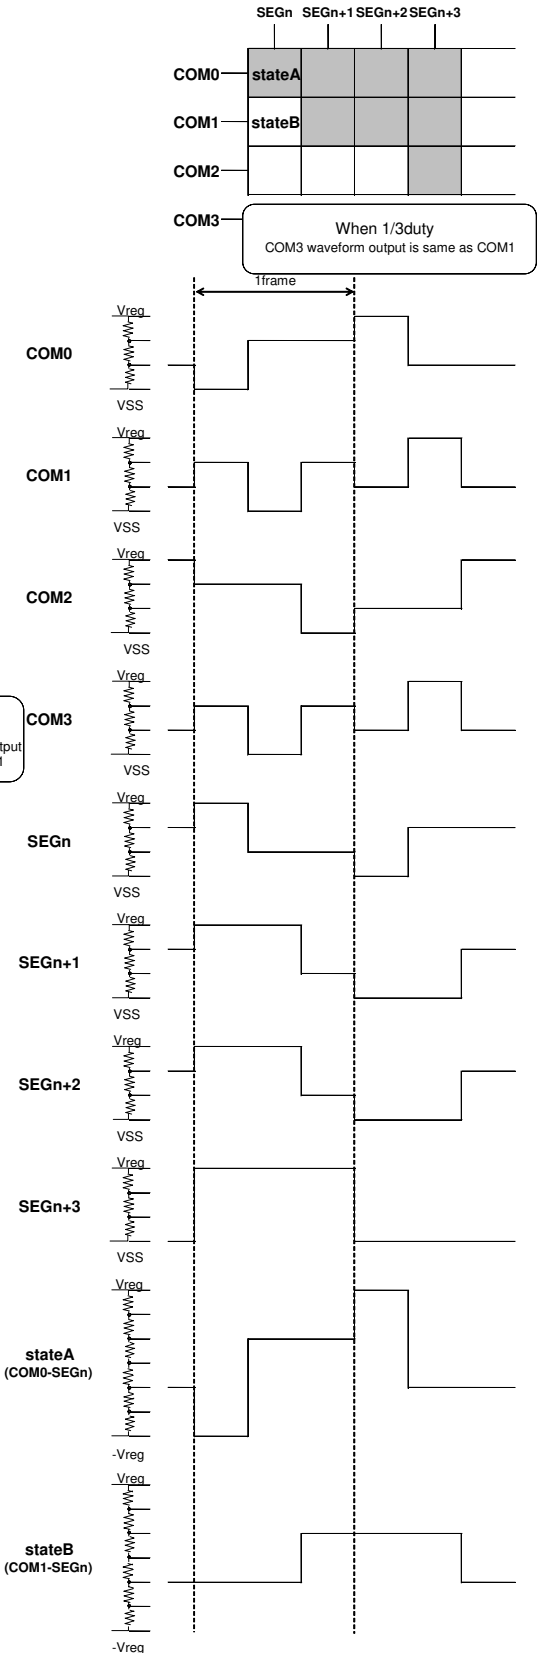 SEGn SEGn+1 SEGn+2 SEGn+3
COM0 stateA
COM1 stateB
COM2
COM3
When 1/3duty
COM3 waveform output is same as COM1
1frame
Vreg
COM0
VSS
Vreg
COM1
VSS
Vreg
COM2
VSS
Vreg
COM3
tput
VSS
Vreg
SEGn
VSS
Vreg
SEGn+1
VSS
Vreg
SEGn+2
VSS
Vreg
SEGn+3
VSS
Vreg
stateA
(COM0-SEGn)
-Vreg
Vreg
stateB
(COM1-SEGn)
-Vreg